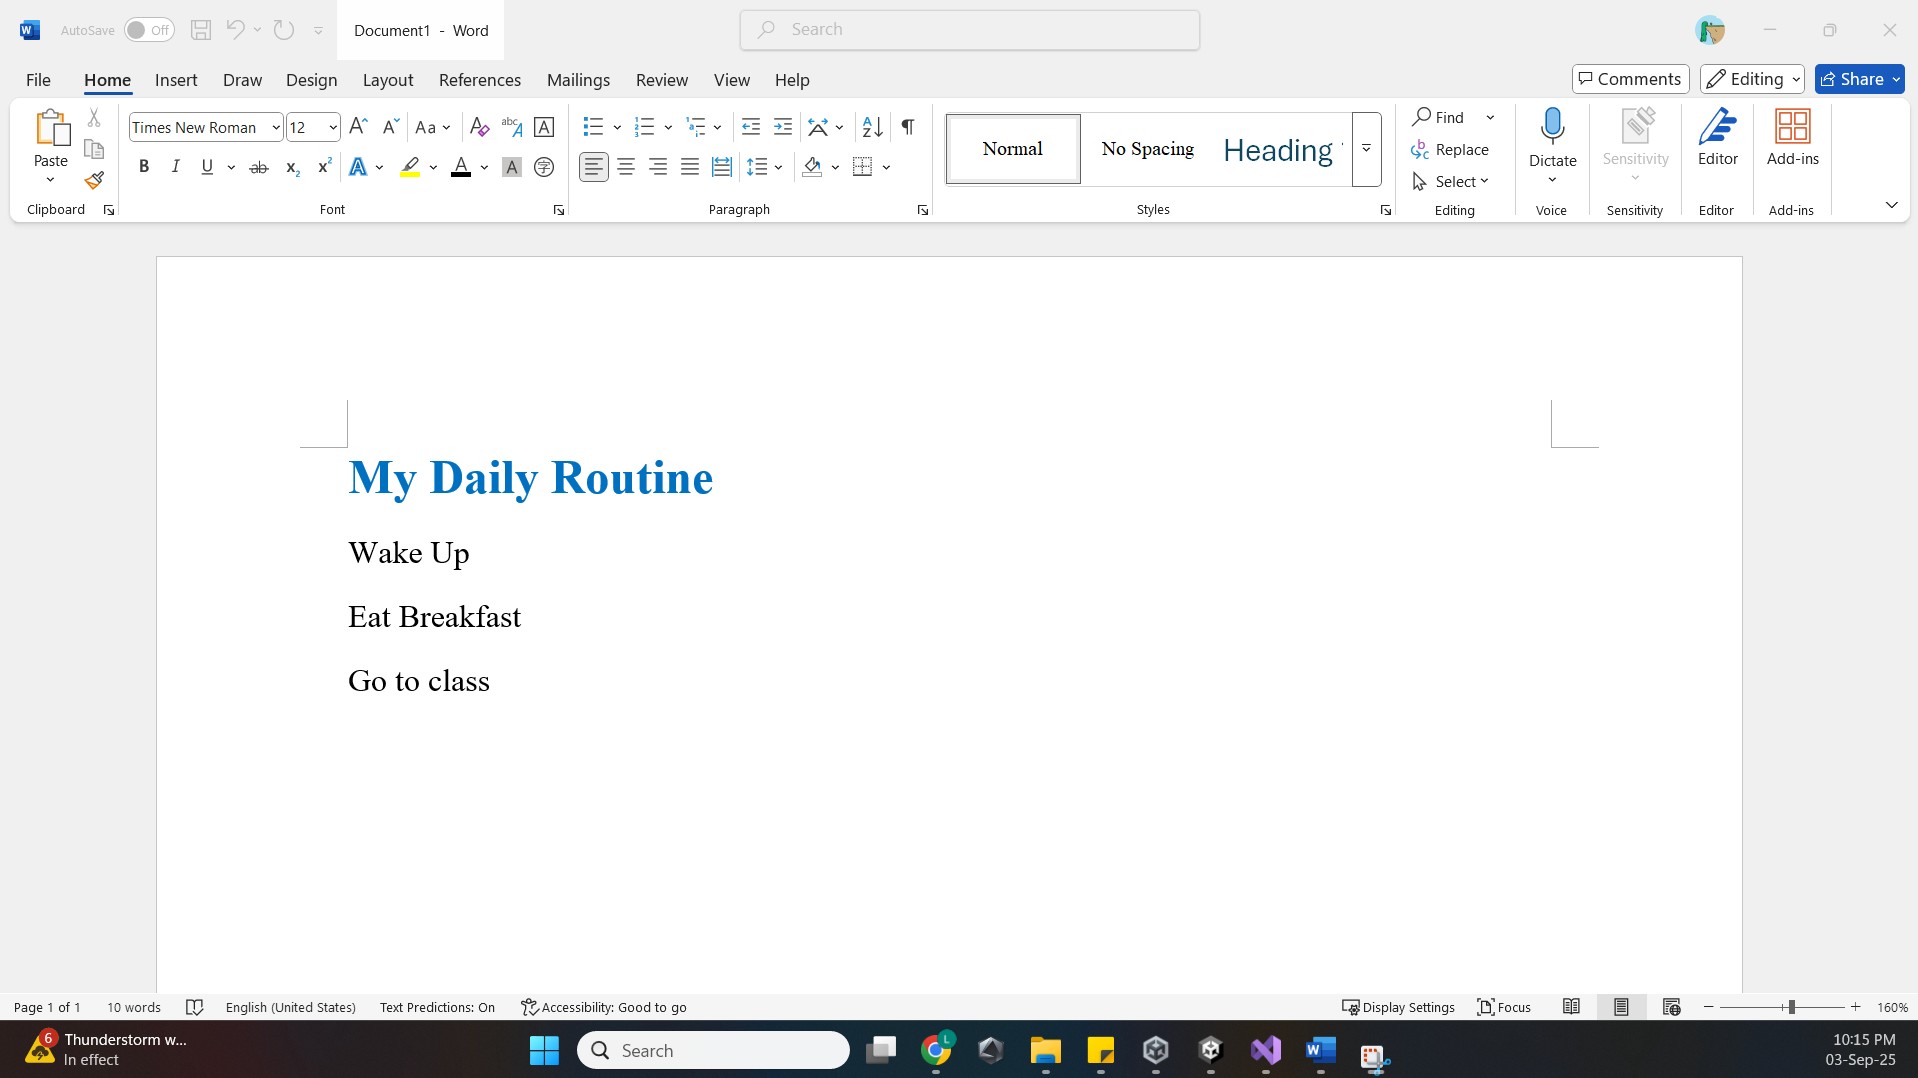 AutoSave Off Document1 - Word Search
File Home Insert Draw Design Layout References Mailings Review View Help Comments Editing Share
Paste
Clipboard
Times New Roman 12
Font
Paragraph
Normal No Spacing Heading
Styles
Find
Replace
Select
Editing
Dictate
Voice
Sensitivity
Sensitivity
Editor
Editor
Add-ins
Add-ins
My Daily Routine
Wake Up
Eat Breakfast
Go to class
Page 1 of 1 10 words English (United States) Text Predictions: On Accessibility: Good to go Display Settings Focus 160%
6
Thunderstorm w...
In effect
Search
10:15 PM
03-Sep-25